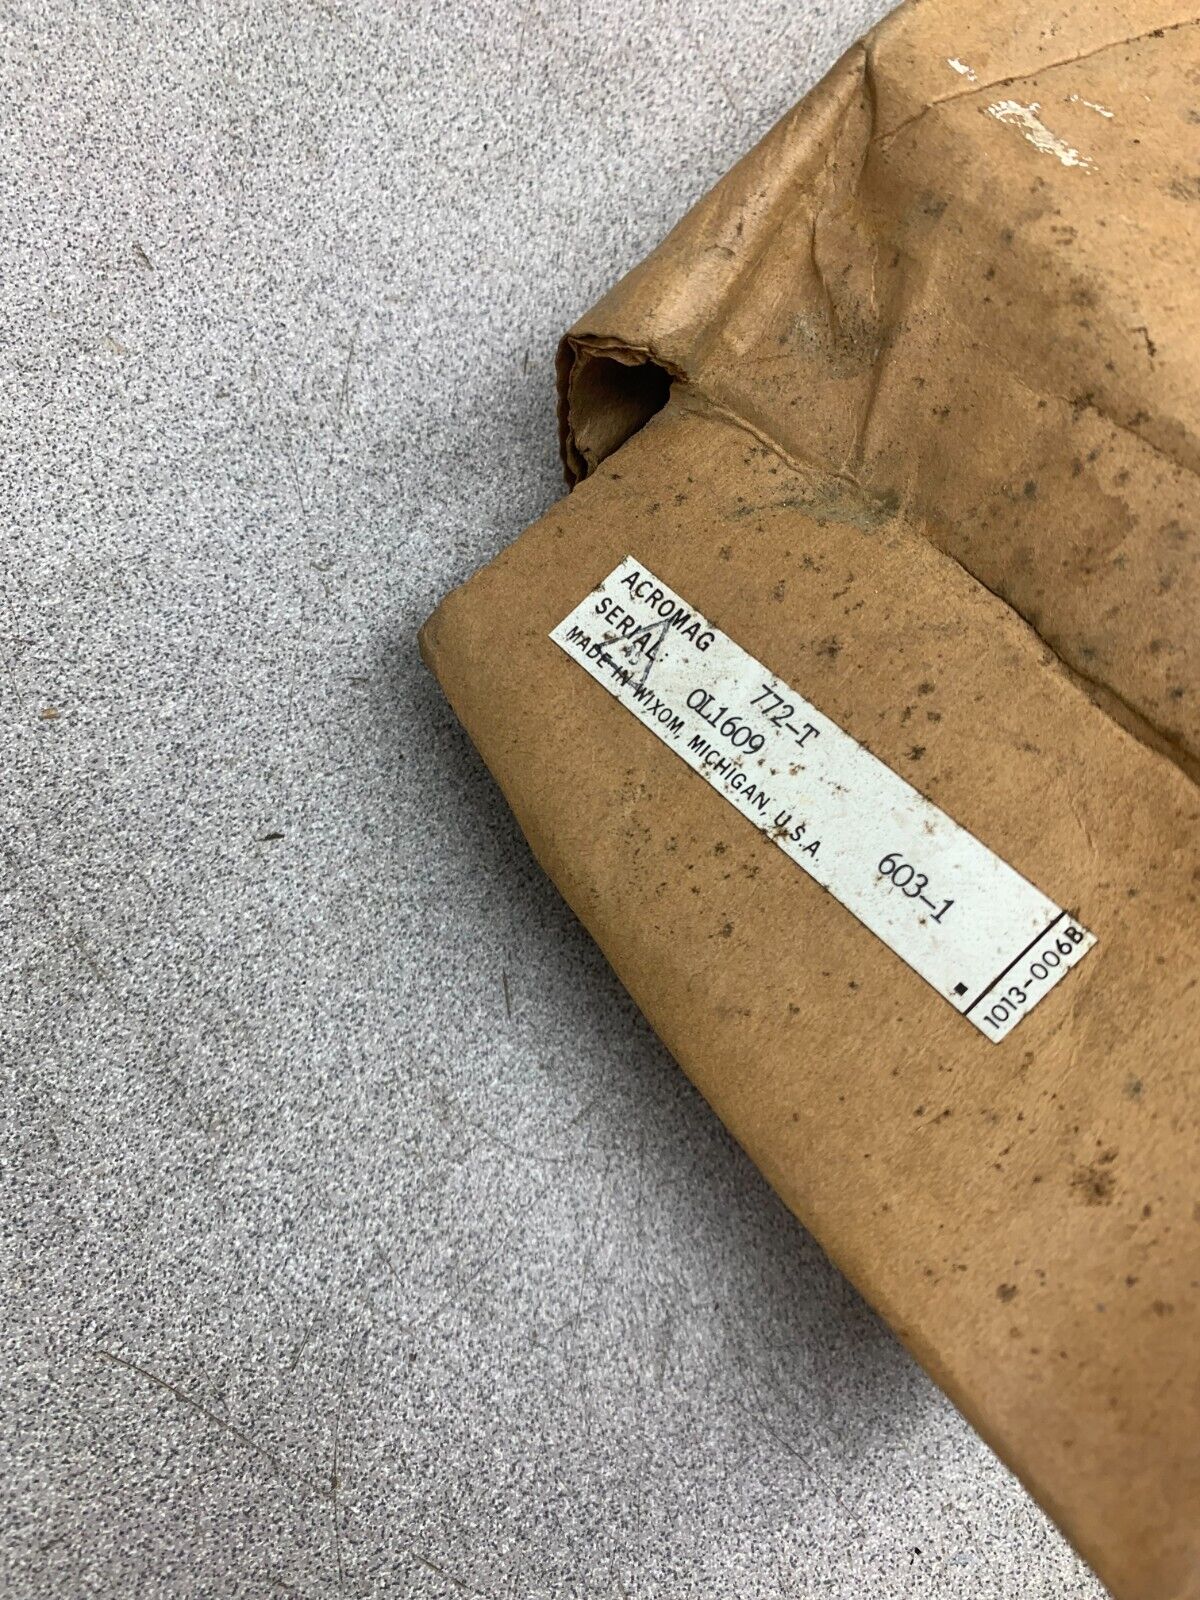 ACROMAG 772-T
SERIAL: OL1609 603-1
MADE IN WIXOM, MICHIGAN, U.S.A.
1013-006B